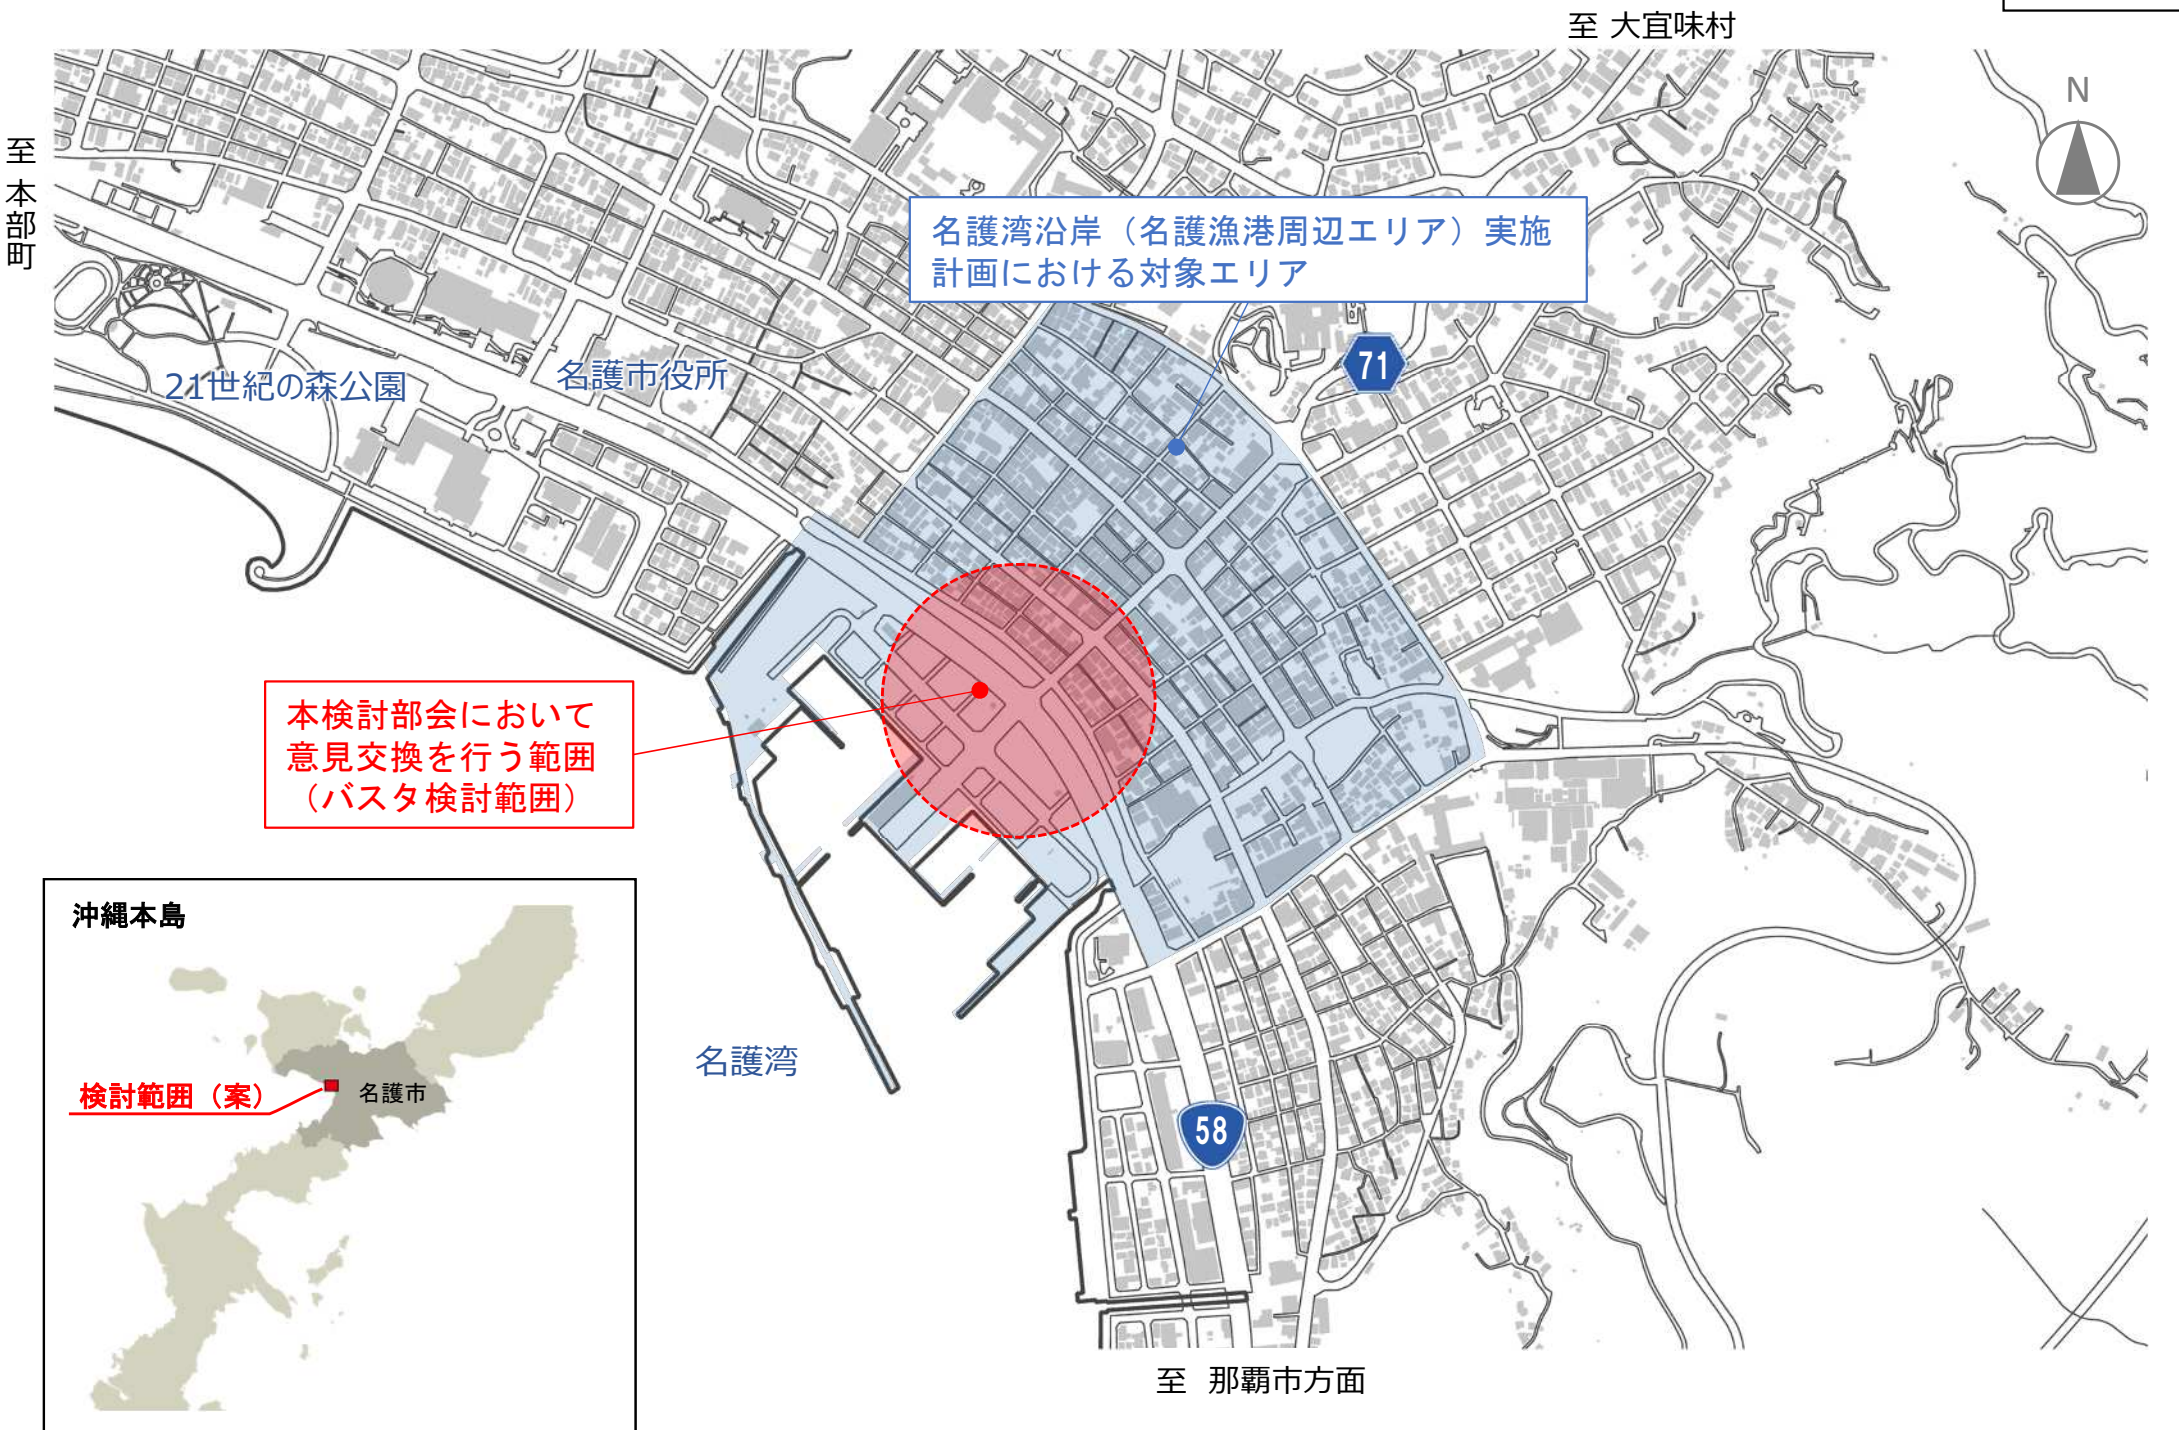 至 大宜味村
N
至 本部町
名護湾沿岸（名護漁港周辺エリア）実施
計画における対象エリア
71
21世紀の森公園
名護市役所
本検討部会において
意見交換を行う範囲
（バスタ検討範囲）
沖縄本島
検討範囲（案）
名護市
名護湾
58
至 那覇市方面